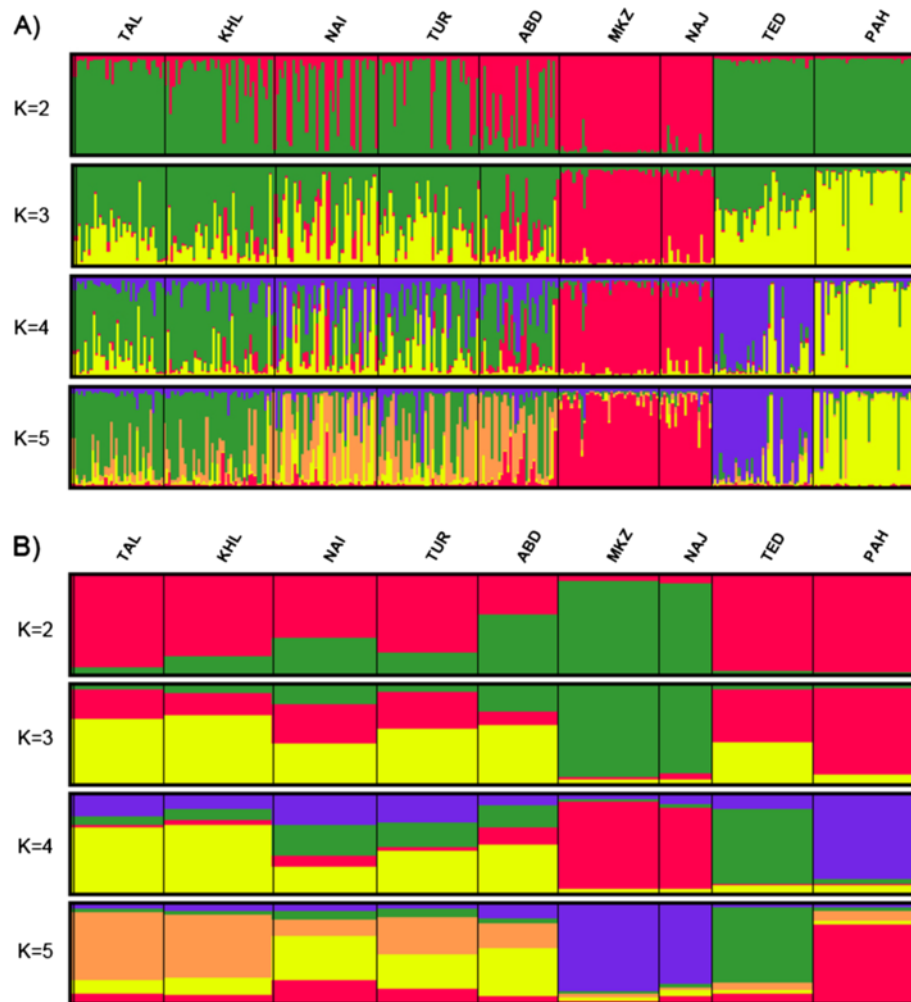 A) TAL KHL NAI TUR ABD MKZ NAJ TED PAH
K=2
K=3
K=4
K=5
B) TAL KHL NAI TUR ABD MKZ NAJ TED PAH
K=2
K=3
K=4
K=5